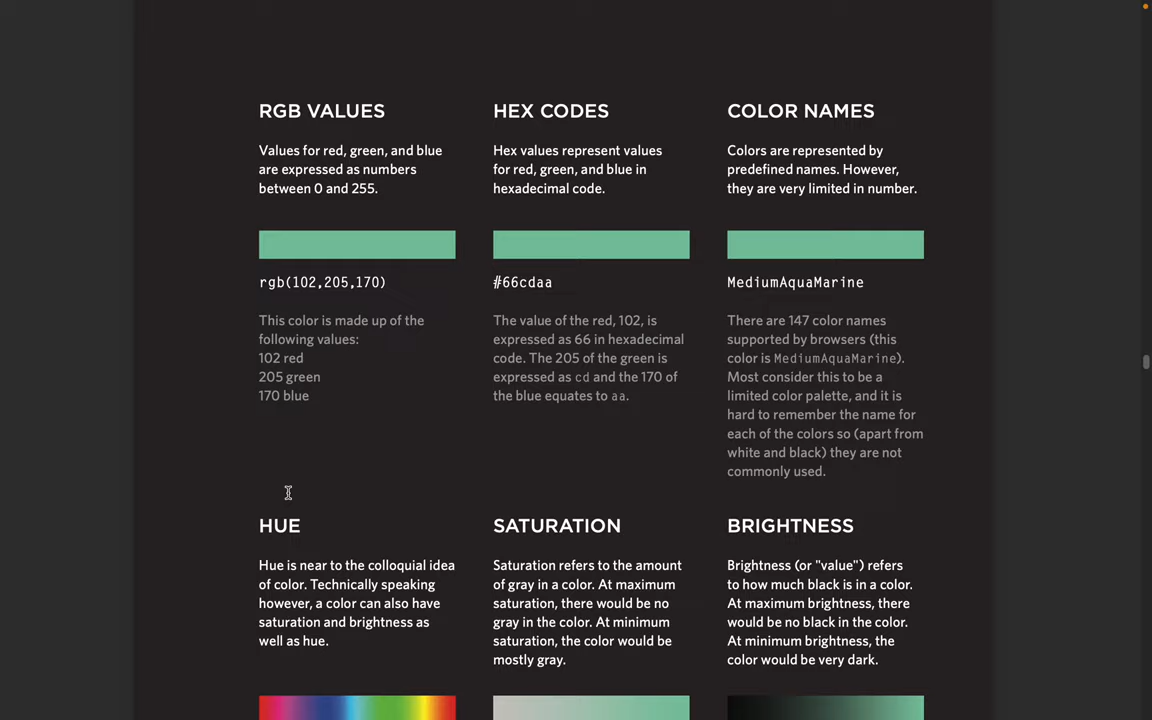 RGB VALUES
Values for red, green, and blue
are expressed as numbers
between 0 and 255.
rgb(102,205,170)
This color is made up of the
following values:
102 red
205 green
170 blue
HEX CODES
Hex values represent values
for red, green, and blue in
hexadecimal code.
#66cdaa
The value of the red, 102, is
expressed as 66 in hexadecimal
code. The 205 of the green is
expressed as cd and the 170 of
the blue equates to aa.
COLOR NAMES
Colors are represented by
predefined names. However,
they are very limited in number.
MediumAquaMarine
There are 147 color names
supported by browsers (this
color is MediumAquaMarine).
Most consider this to be a
limited color palette, and it is
hard to remember the name for
each of the colors so (apart from
white and black) they are not
commonly used.
HUE
Hue is near to the colloquial idea
of color. Technically speaking
however, a color can also have
saturation and brightness as
well as hue.
SATURATION
Saturation refers to the amount
of gray in a color. At maximum
saturation, there would be no
gray in the color. At minimum
saturation, the color would be
mostly gray.
BRIGHTNESS
Brightness (or "value") refers
to how much black is in a color.
At maximum brightness, there
would be no black in the color.
At minimum brightness, the
color would be very dark.